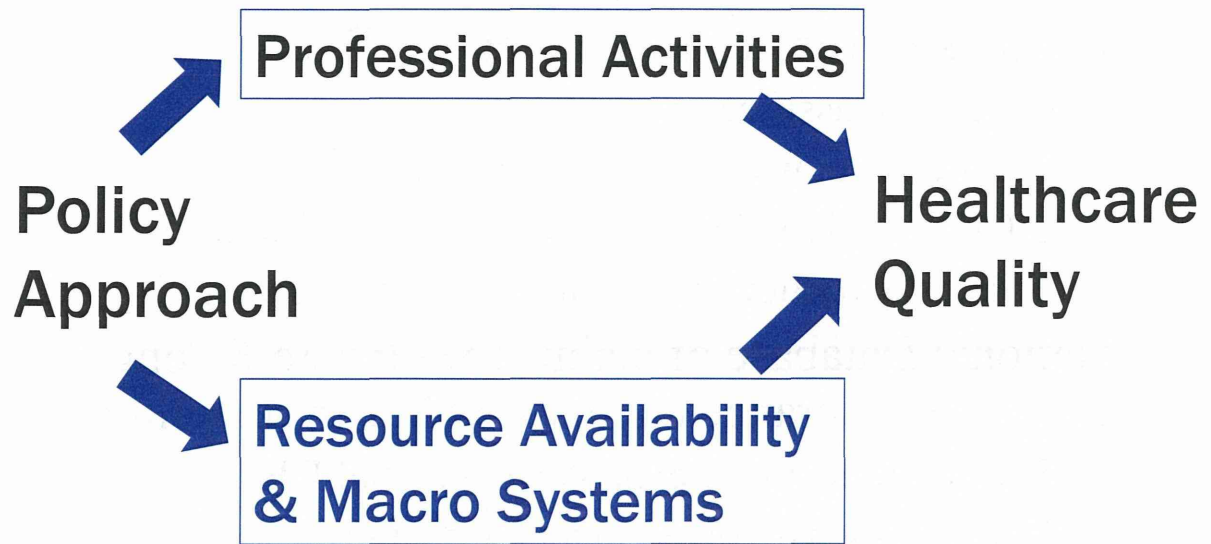 Professional Activities
Policy
Approach
Healthcare
Quality
Resource Availability
& Macro Systems